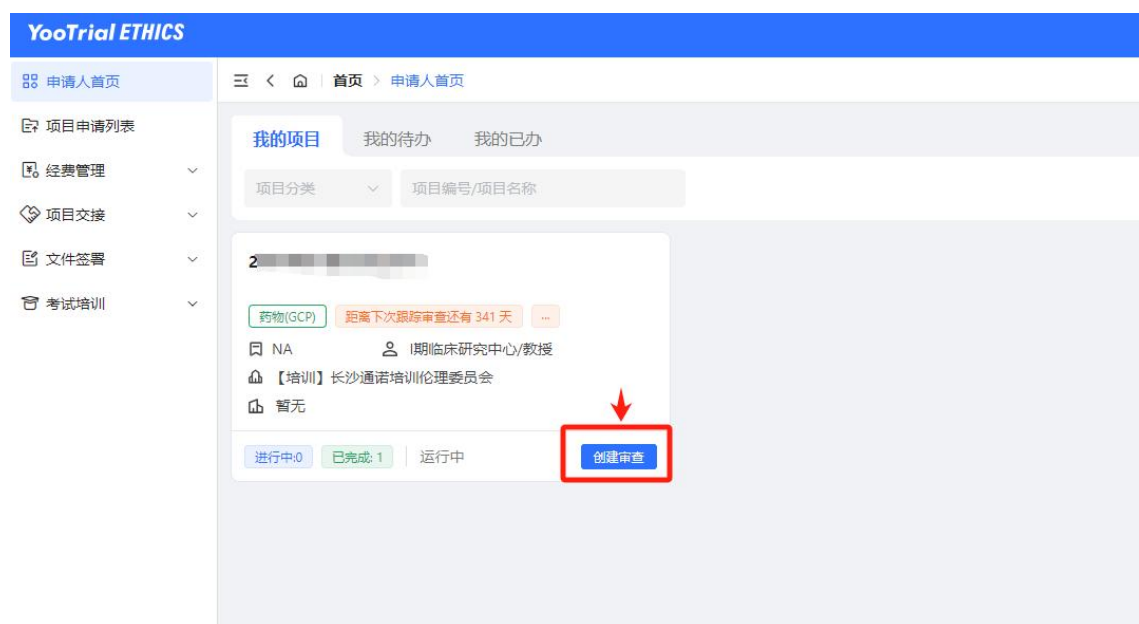 YooTrial ETHICS
申请人首页
首页 > 申请人首页
项目申请列表
我的项目 我的待办 我的已办
经费管理
项目分类 项目编号/项目名称
项目交接
文件签署
2
考试培训
药物(GCP) 距离下次跟踪审查还有 341 天 ...
NA I期临床研究中心/教授
【培训】长沙通诺培训伦理委员会
暂无
进行中:0 已完成: 1 运行中 创建审查